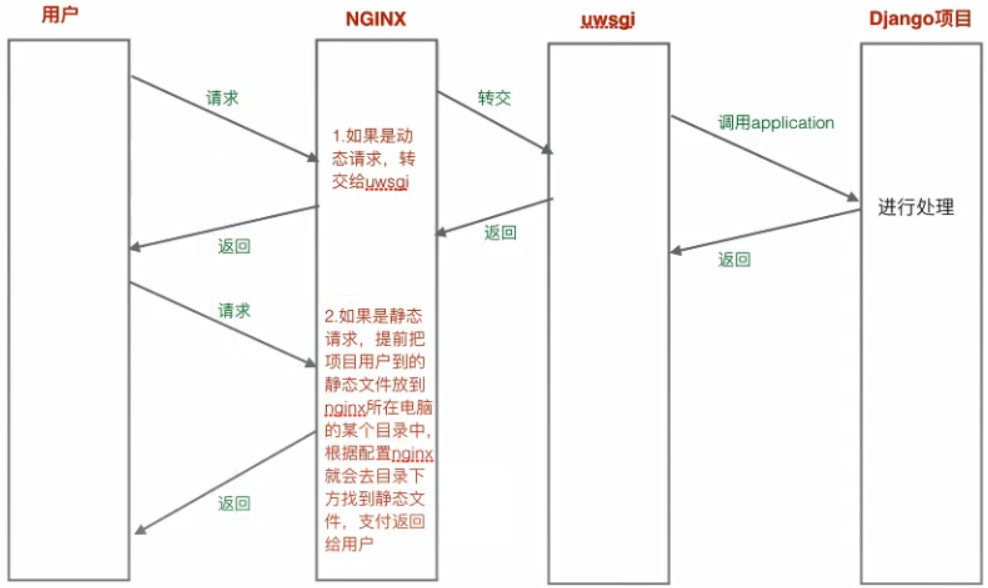 用户
NGINX
uwsgi
Django项目
请求
转交
调用application
1.如果是动
态请求，转
交给uwsgi
进行处理
返回
返回
返回
请求
2.如果是静态
请求，提前把
项目用户到的
静态文件放到
nginx所在电脑
的某个目录中，
根据配置nginx
就会去目录下
方找到静态文
件，支付返回
给用户
返回